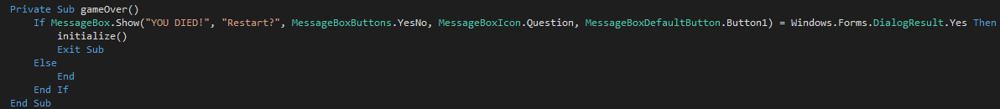 Private Sub gameOver()
If MessageBox.Show("YOU DIED!", "Restart?", MessageBoxButtons.YesNo, MessageBoxIcon.Question, MessageBoxDefaultButton.Button1) = Windows.Forms.DialogResult.Yes Then
initialize()
Exit Sub
Else
End
End If
End Sub